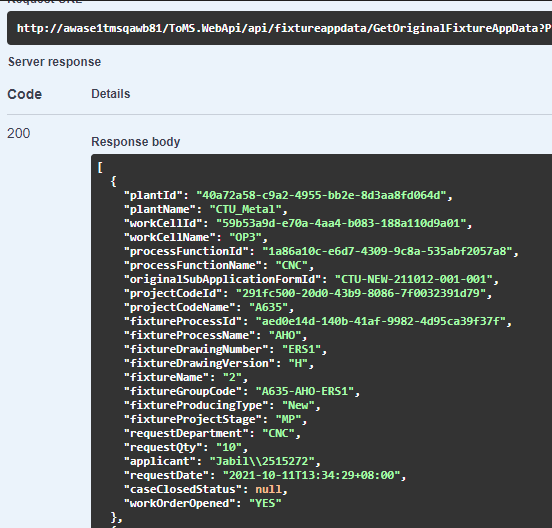 http://awase1tmsqawb81/ToMS.WebApi/api/fixtureappdata/GetOriginalFixtureAppData?P
Server response
Code Details
200
Response body
[
{
"plantId": "40a72a58-c9a2-4955-bb2e-8d3aa8fd064d",
"plantName": "CTU_Metal",
"workCellId": "59b53a9d-e70a-4aa4-b083-188a110d9a01",
"workCellName": "OP3",
"processFunctionId": "1a86a10c-e6d7-4309-9c8a-535abf2057a8",
"processFunctionName": "CNC",
"originalSubApplicationFormId": "CTU-NEW-211012-001-001",
"projectCodeId": "291fc500-20d0-43b9-8086-7f0032391d79",
"projectCodeName": "A635",
"fixtureProcessId": "aed0e14d-140b-41af-9982-4d95ca39f37f",
"fixtureProcessName": "AHO",
"fixtureDrawingNumber": "ERS1",
"fixtureDrawingVersion": "H",
"fixtureName": "2",
"fixtureGroupCode": "A635-AHO-ERS1",
"fixtureProducingType": "New",
"fixtureProjectStage": "MP",
"requestDepartment": "CNC",
"requestQty": "10",
"applicant": "Jabil\\2515272",
"requestDate": "2021-10-11T13:34:29+08:00",
"caseClosedStatus": null,
"workOrderOpened": "YES"
},